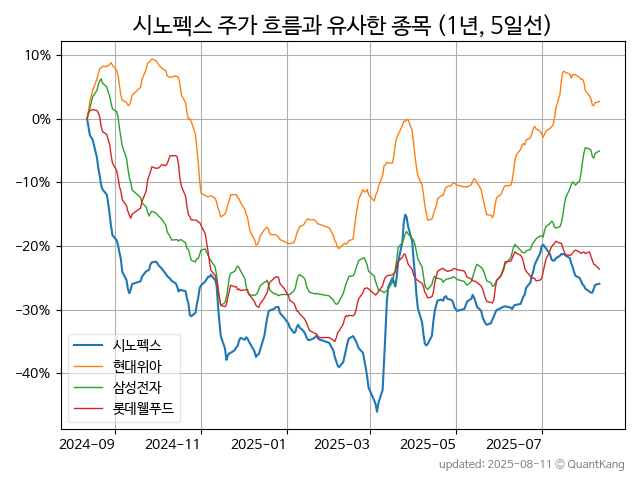 시노펙스 주가 흐름과 유사한 종목 (1년, 5일선)
10%
0%
−10%
−20%
−30%
−40%
시노펙스
현대위아
삼성전자
롯데웰푸드
2024-09
2024-11
2025-01
2025-03
2025-05
2025-07
updated: 2025-08-11 © QuantKang